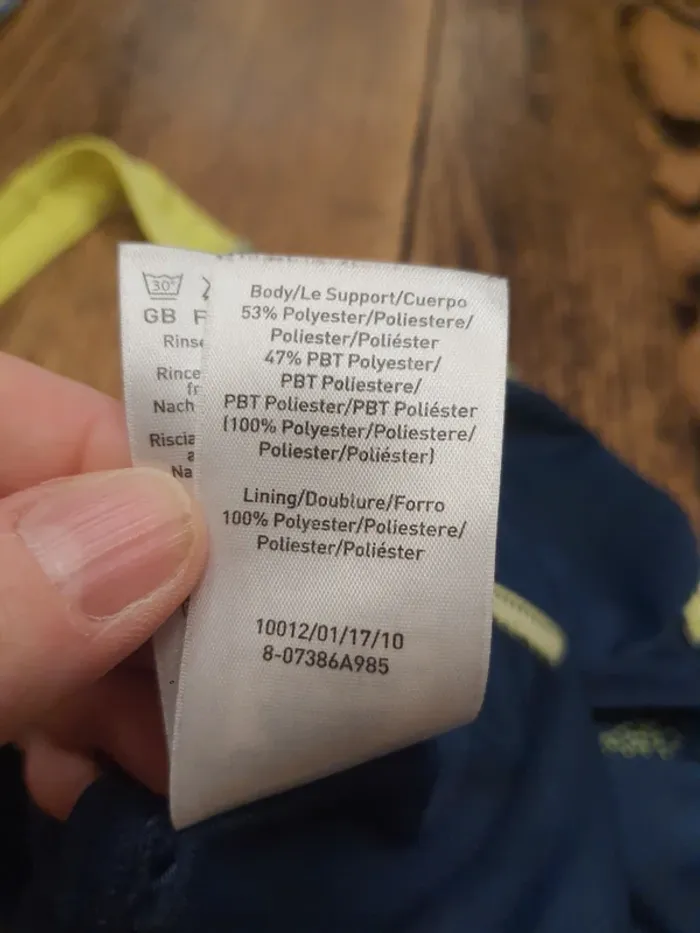 30°
GB F
Rinse
Rince
fr
Nach
Riscia
a
Na
Body/Le Support/Cuerpo
53% Polyester/Poliestere/
Poliester/Poliéster
47% PBT Polyester/
PBT Poliestere/
PBT Poliester/PBT Poliéster
(100% Polyester/Poliestere/
Poliester/Poliéster)
Lining/Doublure/Forro
100% Polyester/Poliestere/
Poliester/Poliéster
10012/01/17/10
8-07386A985